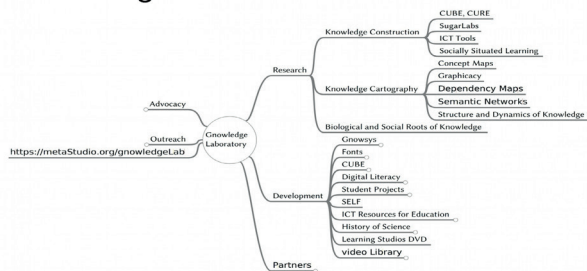 CUBE, CURE
SugarLabs
Knowledge Construction
ICT Tools
Socially Situated Learning
Concept Maps
Research
Graphicacy
Knowledge Cartography
Dependency Maps
Semantic Networks
Structure and Dynamics of Knowledge
Biological and Social Roots of Knowledge
Advocacy
Outreach
https://metaStudio.org/gnowledgeLab
Gnowledge
Laboratory
Gnowsys
Fonts
CUBE
Digital Literacy
Student Projects
Development
SELF
ICT Resources for Education
History of Science
Learning Studios DVD
video Library
Partners